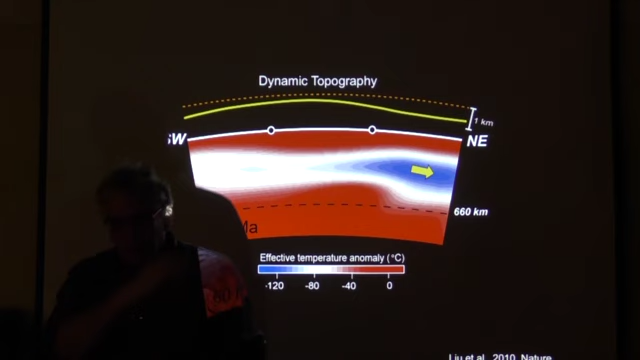 Dynamic Topography
1 km
SW
NE
660 km
Ma
Effective temperature anomaly (°C)
-120 -80 -40 0
Liu et al., 2010, Nature